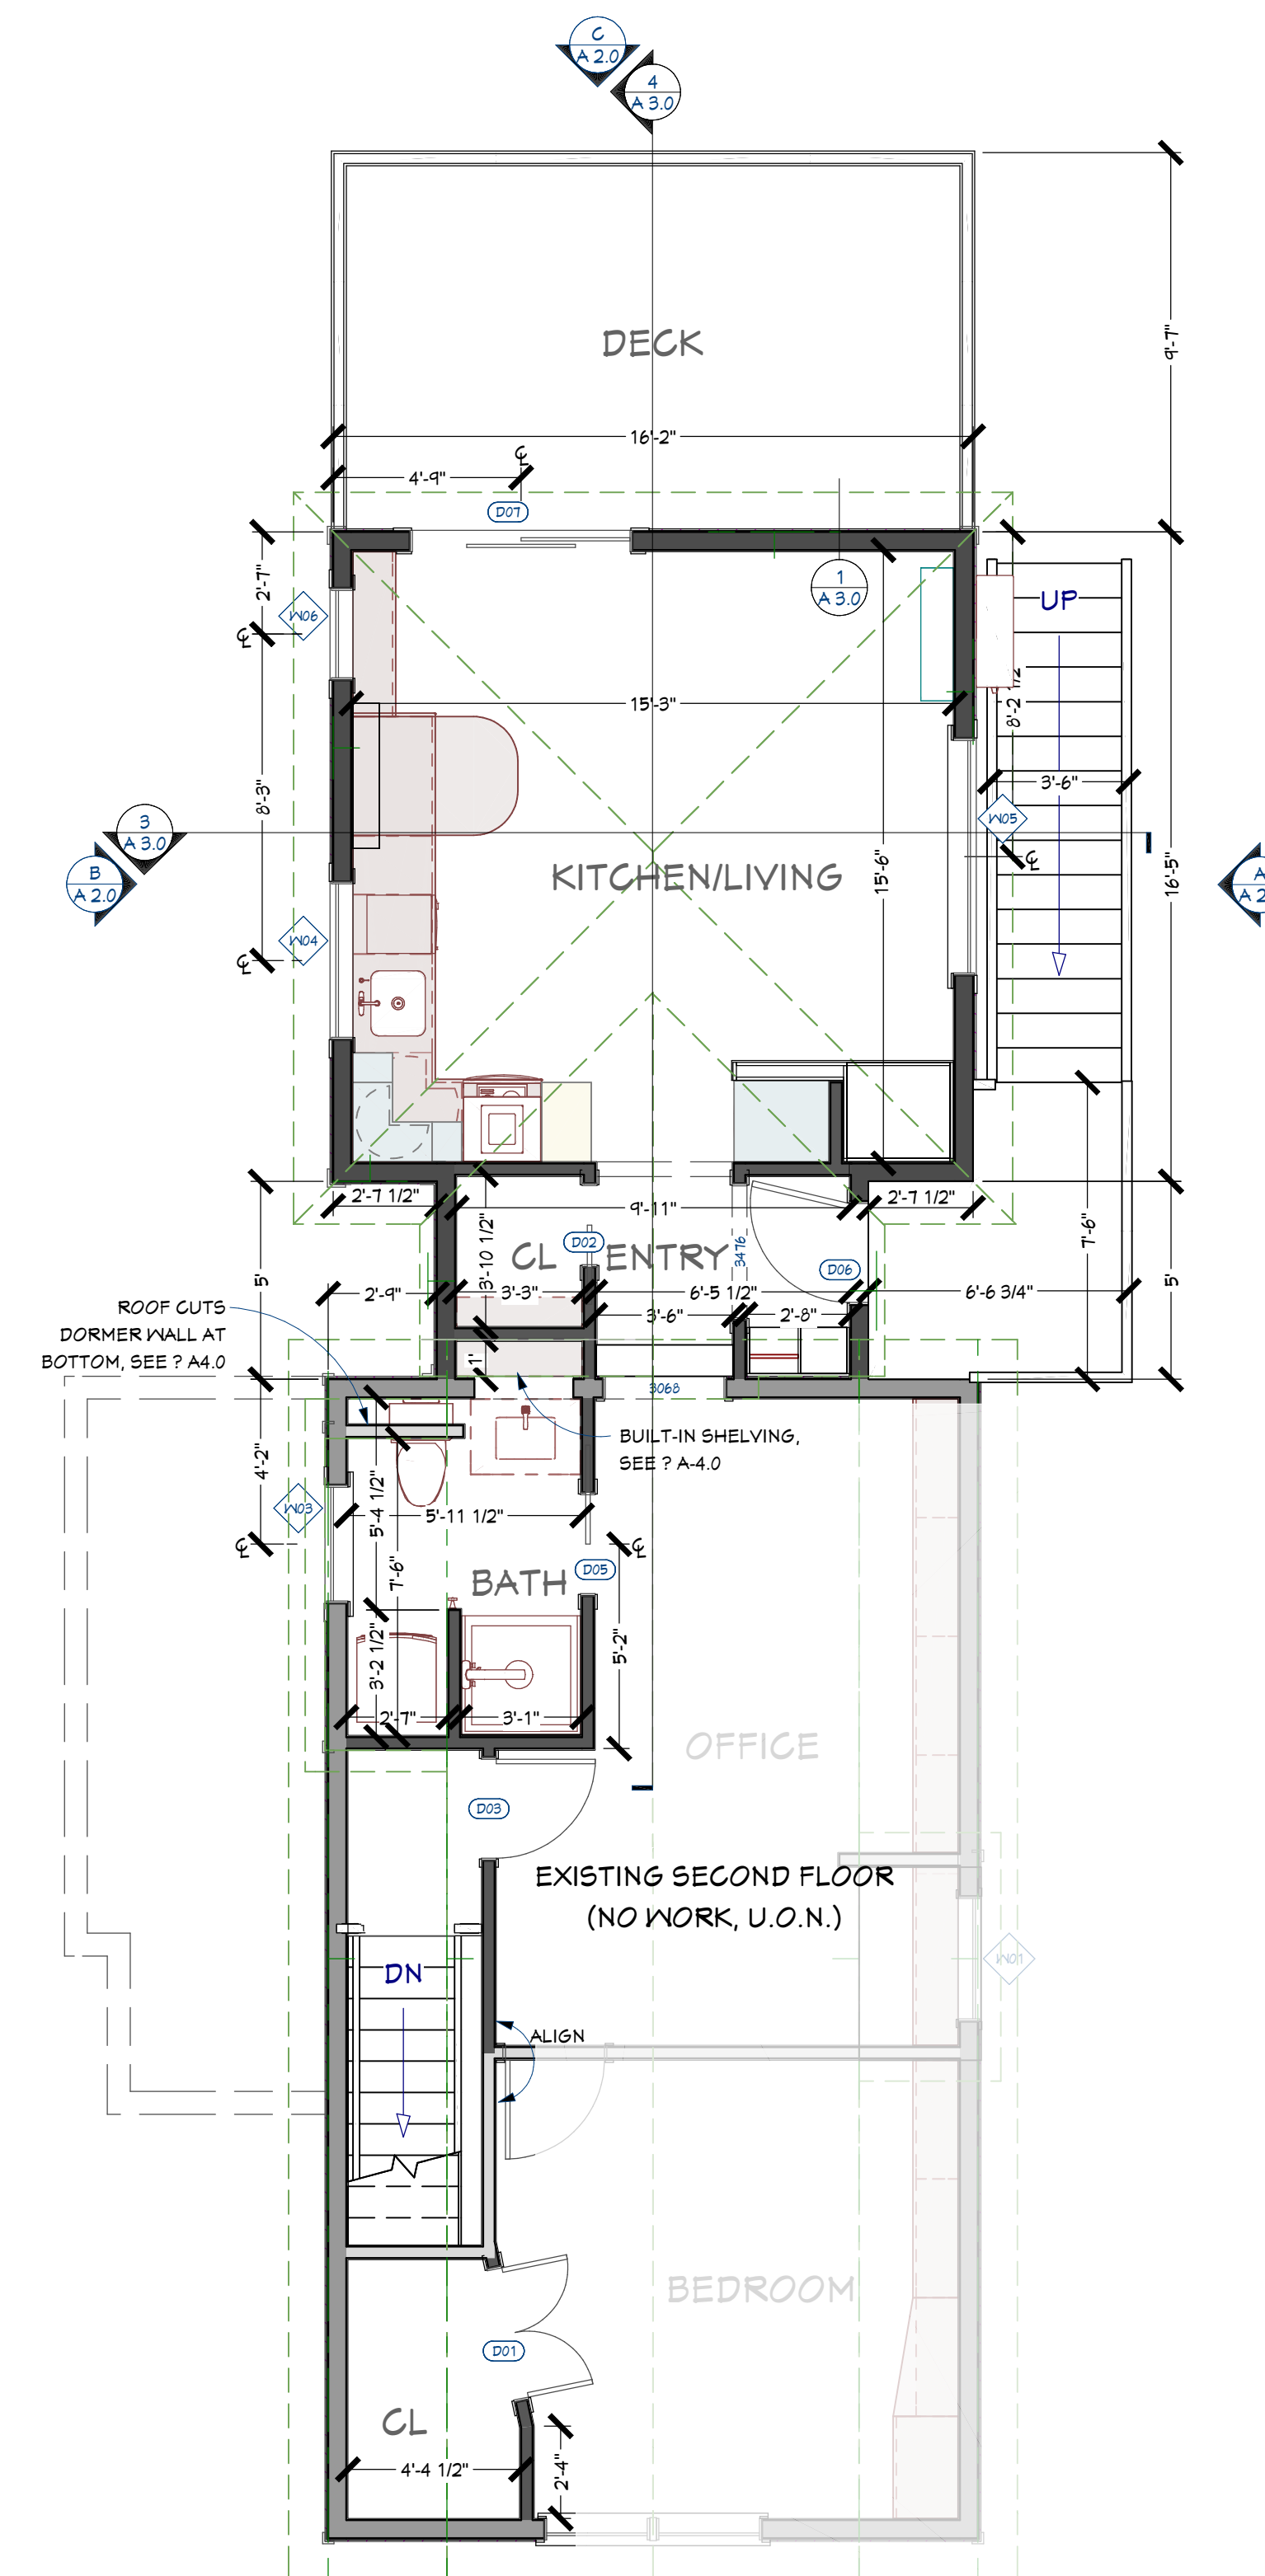 C
A 2.0
4
A 3.0
DECK
9'-7"
16'-2"
4'-9"
D07
2'-7"
W06
1
A 3.0
UP
15'-3"
8'-2 1/2"
3'-6"
8'-3"
W05
3
A 3.0
B
A 2.0
KITCHEN/LIVING
15'-6"
16'-5"
W04
2'-7 1/2"
3'-10 1/2"
9'-11"
2'-7 1/2"
7'-6"
CL
D02
ENTRY
3476
D06
5'
2'-9"
3'-3"
6'-5 1/2"
6'-6 3/4"
5'
ROOF CUTS
DORMER WALL AT
BOTTOM, SEE ? A4.0
3'-6"
2'-8"
1'
3068
BUILT-IN SHELVING,
SEE ? A-4.0
4'-2"
W03
5'-4 1/2"
5'-11 1/2"
7'-6"
BATH
D05
5'-2"
3'-2 1/2"
2'-7"
3'-1"
OFFICE
D03
EXISTING SECOND FLOOR
(NO WORK, U.O.N.)
W01
DN
ALIGN
BEDROOM
D01
CL
4'-4 1/2"
2'-4"